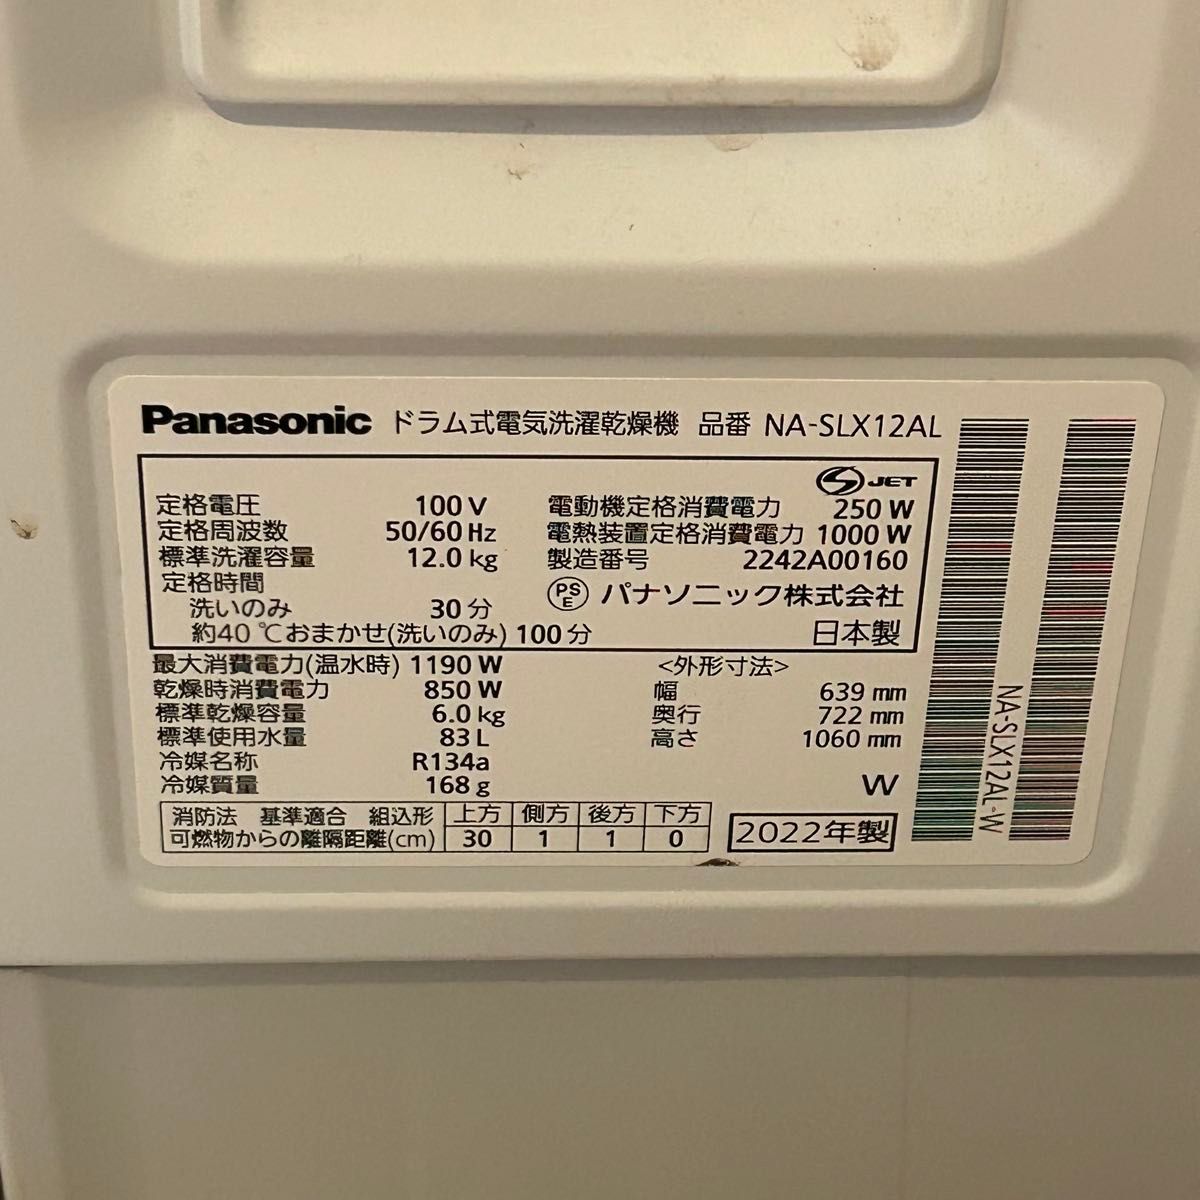 Panasonic ドラム式電気洗濯乾燥機 品番 NA-SLX12AL
S JET
定格電圧 100 V 電動機定格消費電力 250 W
定格周波数 50/60 Hz 電熱装置定格消費電力 1000 W
標準洗濯容量 12.0 kg 製造番号 2242A00160
定格時間
PS E パナソニック株式会社
洗いのみ 30 分
約40 ℃おまかせ(洗いのみ) 100 分 日本製
最大消費電力(温水時) 1190 W <外形寸法>
乾燥時消費電力 850 W 幅 639 mm
標準乾燥容量 6.0 kg 奥行 722 mm
標準使用水量 83 L 高さ 1060 mm
冷媒名称 R134a
冷媒質量 168 g W
消防法 基準適合 組込形 上方 側方 後方 下方
可燃物からの離隔距離(cm) 30 1 1 0
2022年製
NA-SLX12AL-W